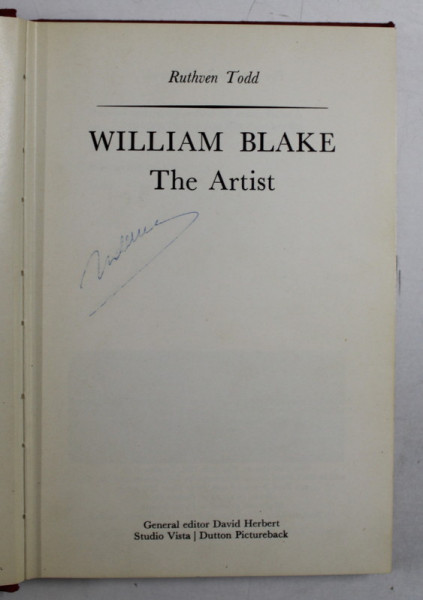 Ruthven Todd
WILLIAM BLAKE
The Artist
General editor David Herbert
Studio Vista | Dutton Pictureback